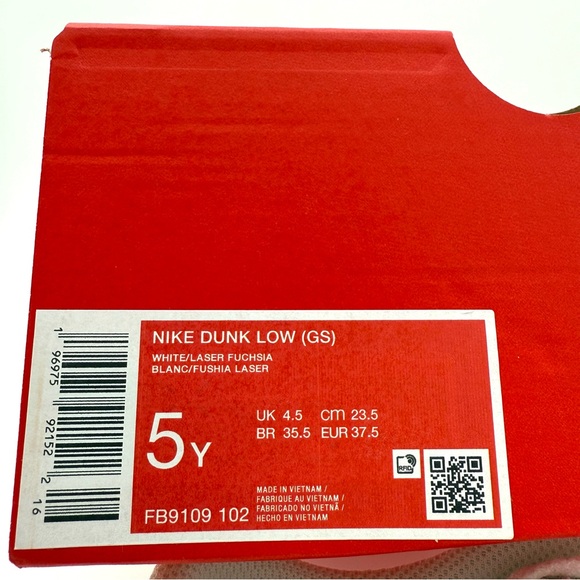 NIKE DUNK LOW (GS)
WHITE/LASER FUCHSIA
BLANC/FUSHIA LASER
5Y
UK 4.5 cm 23.5
BR 35.5 EUR 37.5
RFID
MADE IN VIETNAM /
FABRIQUE AU VIETNAM /
FABRICADO NO VIETNÃ /
HECHO EN VIETNAM
FB9109 102
1 96975 92152 2 16